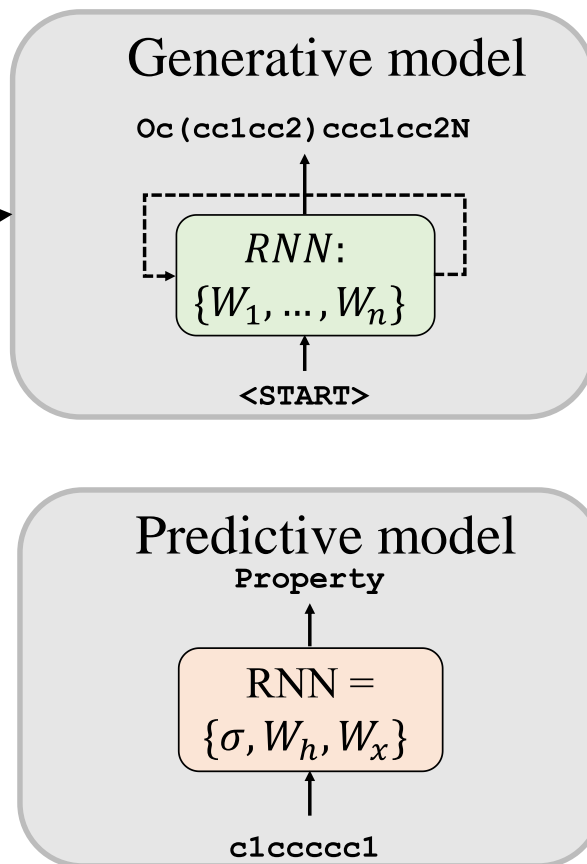 Generative model
Oc(cc1cc2)ccc1cc2N
RNN:
{W₁, ..., Wₙ}
<START>
Predictive model
Property
RNN =
{σ, Wₕ, Wₓ}
c1ccccc1